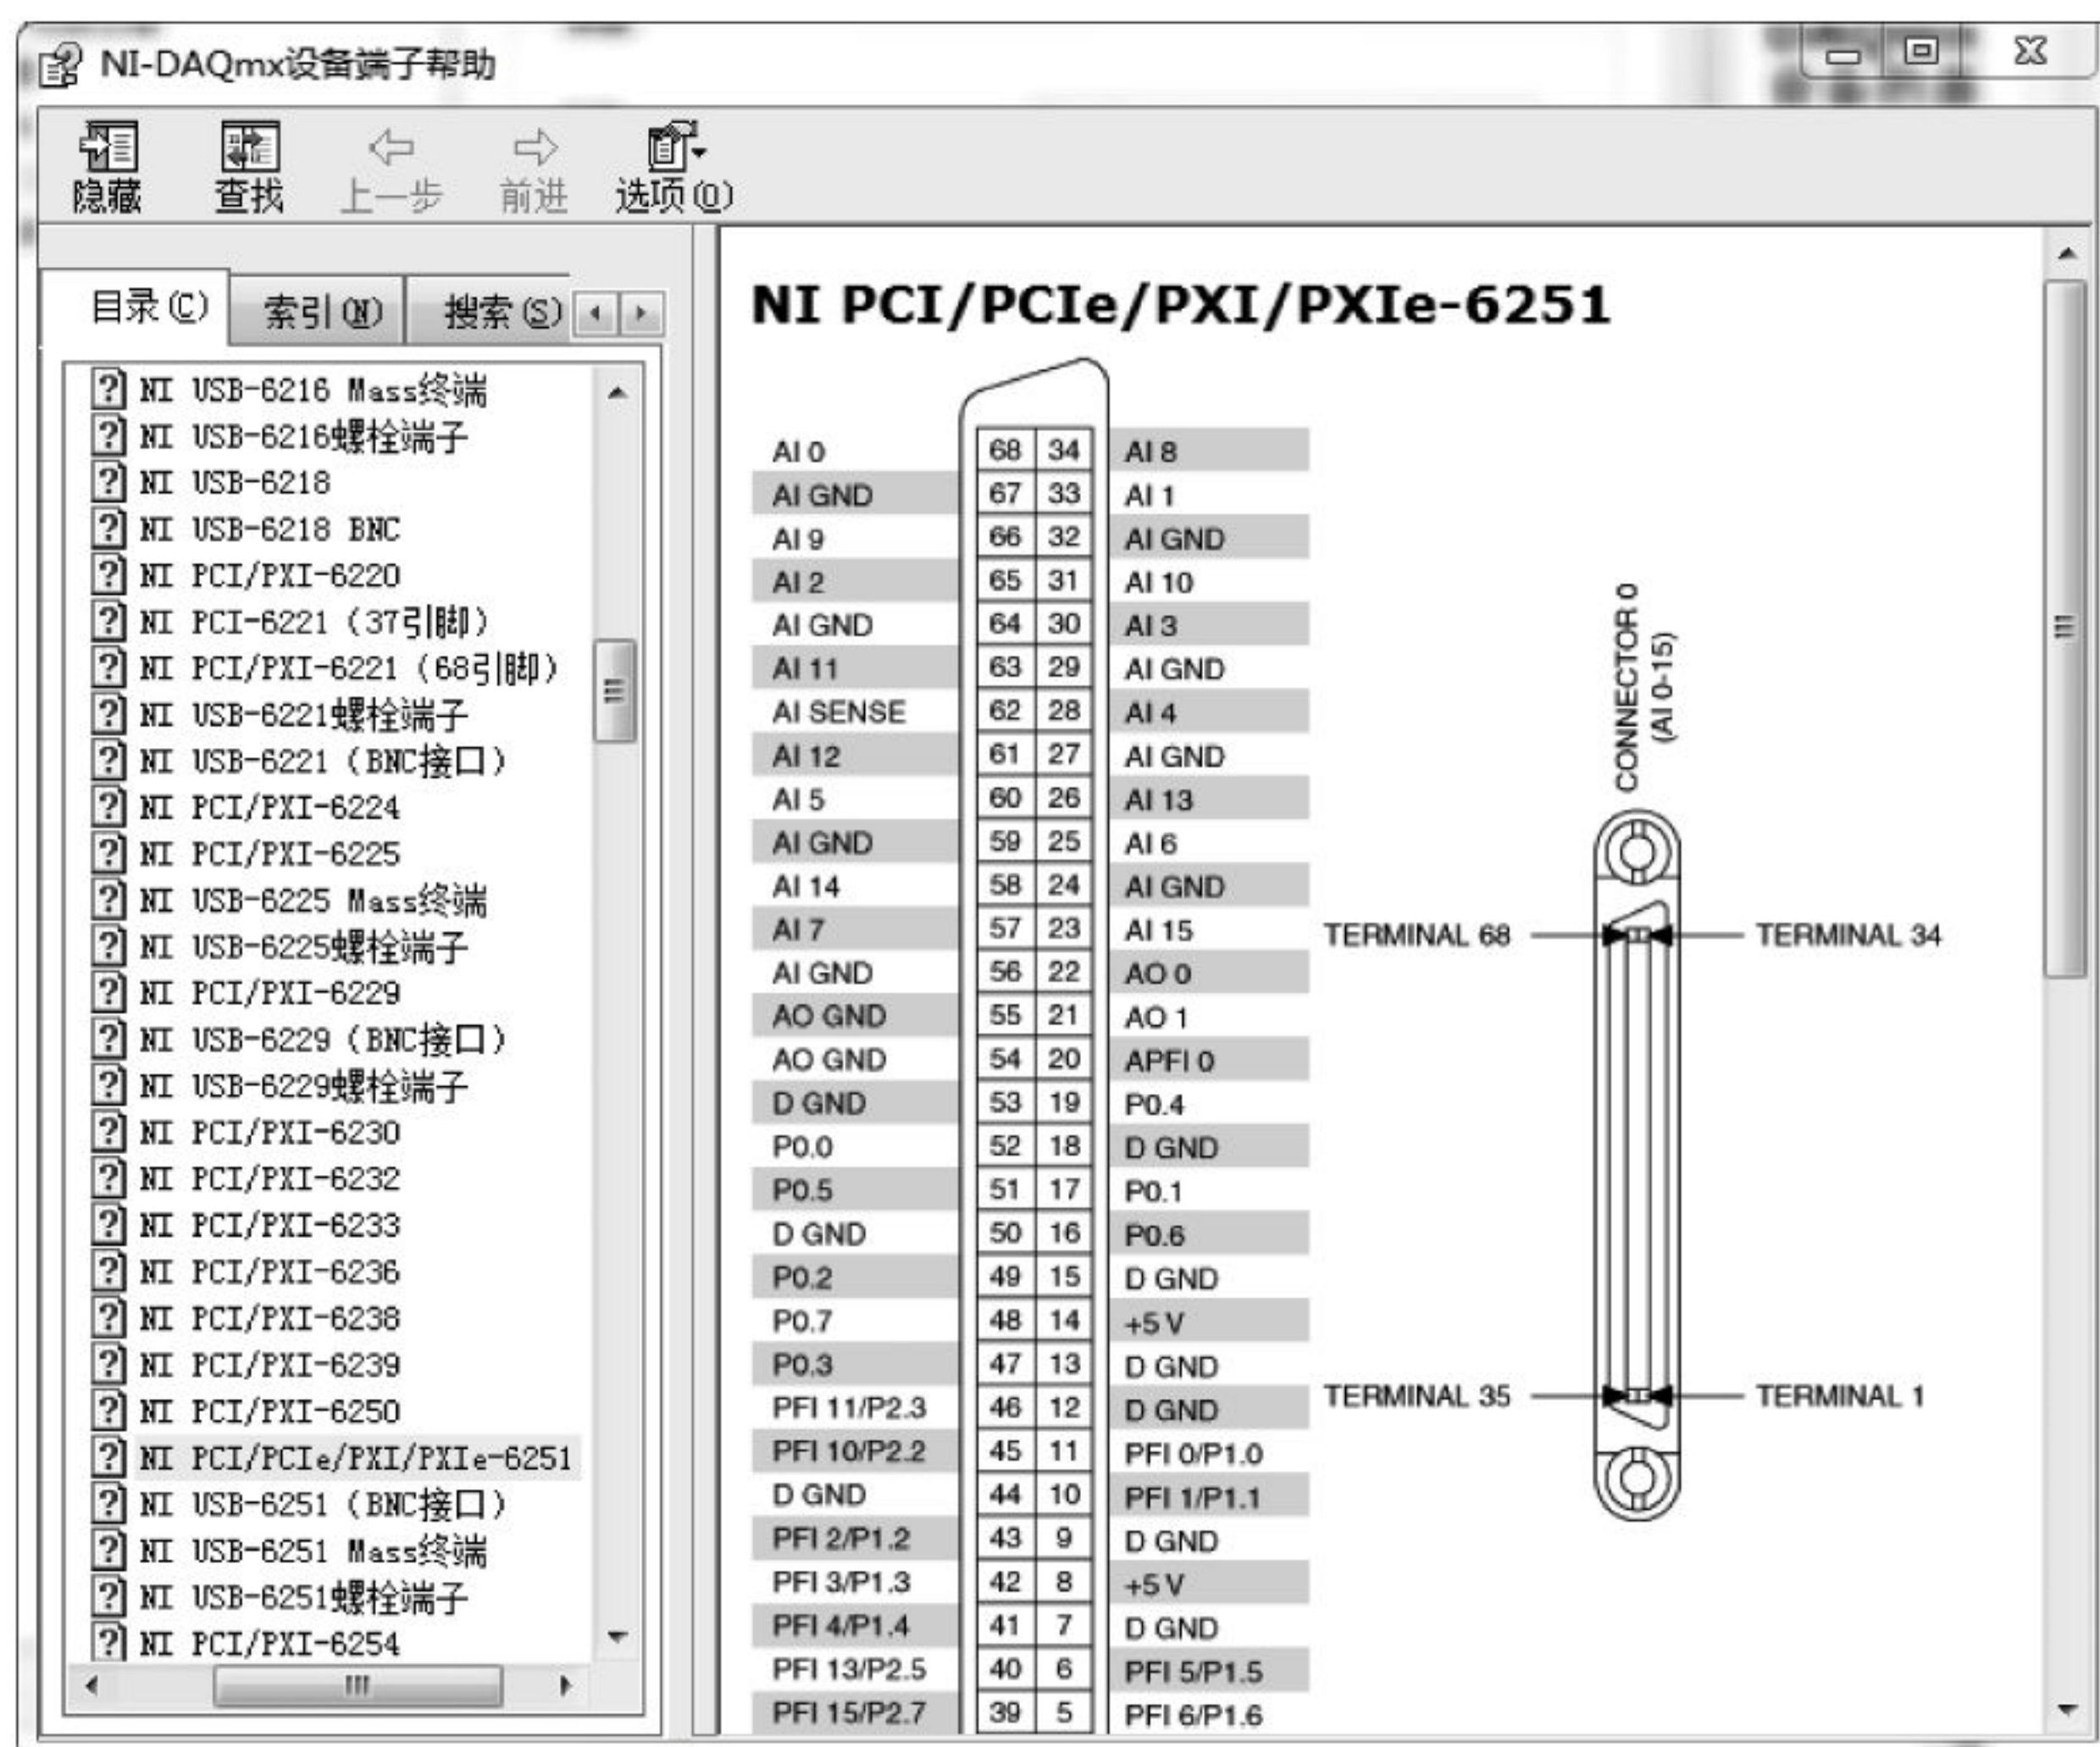 NI-DAQmx设备端子帮助
隐藏 查找 上一步 前进 选项(O)
目录(C) 索引(N) 搜索(S)
NI USB-6216 Mass终端
NI USB-6216螺栓端子
NI USB-6218
NI USB-6218 BNC
NI PCI/PXI-6220
NI PCI-6221（37引脚）
NI PCI/PXI-6221（68引脚）
NI USB-6221螺栓端子
NI USB-6221（BNC接口）
NI PCI/PXI-6224
NI PCI/PXI-6225
NI USB-6225 Mass终端
NI USB-6225螺栓端子
NI PCI/PXI-6229
NI USB-6229（BNC接口）
NI USB-6229螺栓端子
NI PCI/PXI-6230
NI PCI/PXI-6232
NI PCI/PXI-6233
NI PCI/PXI-6236
NI PCI/PXI-6238
NI PCI/PXI-6239
NI PCI/PXI-6250
NI PCI/PCIe/PXI/PXIe-6251
NI USB-6251（BNC接口）
NI USB-6251 Mass终端
NI USB-6251螺栓端子
NI PCI/PXI-6254
NI PCI/PCIe/PXI/PXIe-6251
AI 0 68 34 AI 8
AI GND 67 33 AI 1
AI 9 66 32 AI GND
AI 2 65 31 AI 10
AI GND 64 30 AI 3
AI 11 63 29 AI GND
AI SENSE 62 28 AI 4
AI 12 61 27 AI GND
AI 5 60 26 AI 13
AI GND 59 25 AI 6
AI 14 58 24 AI GND
AI 7 57 23 AI 15
AI GND 56 22 AO 0
AO GND 55 21 AO 1
AO GND 54 20 APFI 0
D GND 53 19 P0.4
P0.0 52 18 D GND
P0.5 51 17 P0.1
D GND 50 16 P0.6
P0.2 49 15 D GND
P0.7 48 14 +5 V
P0.3 47 13 D GND
PFI 11/P2.3 46 12 D GND
PFI 10/P2.2 45 11 PFI 0/P1.0
D GND 44 10 PFI 1/P1.1
PFI 2/P1.2 43 9 D GND
PFI 3/P1.3 42 8 +5 V
PFI 4/P1.4 41 7 D GND
PFI 13/P2.5 40 6 PFI 5/P1.5
PFI 15/P2.7 39 5 PFI 6/P1.6
CONNECTOR 0
(AI 0-15)
TERMINAL 68 TERMINAL 34
TERMINAL 35 TERMINAL 1